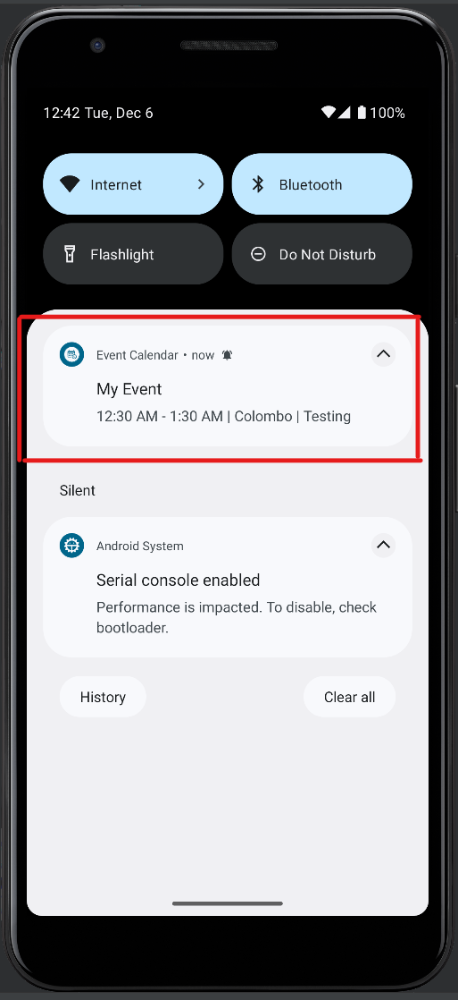 12:42 Tue, Dec 6 100%
Internet Bluetooth
Flashlight Do Not Disturb
Event Calendar • now
My Event
12:30 AM - 1:30 AM | Colombo | Testing
Silent
Android System
Serial console enabled
Performance is impacted. To disable, check
bootloader.
History Clear all